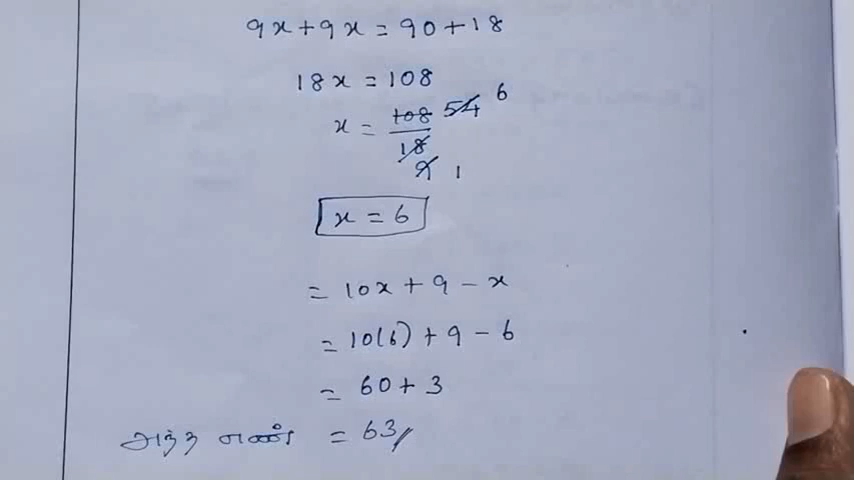 9x + 9x = 90 + 18
18x = 108
x = 108/18 54 6
9 1
x = 6
= 10x + 9 - x
= 10(6) + 9 - 6
= 60 + 3
அந்த எண் = 63//